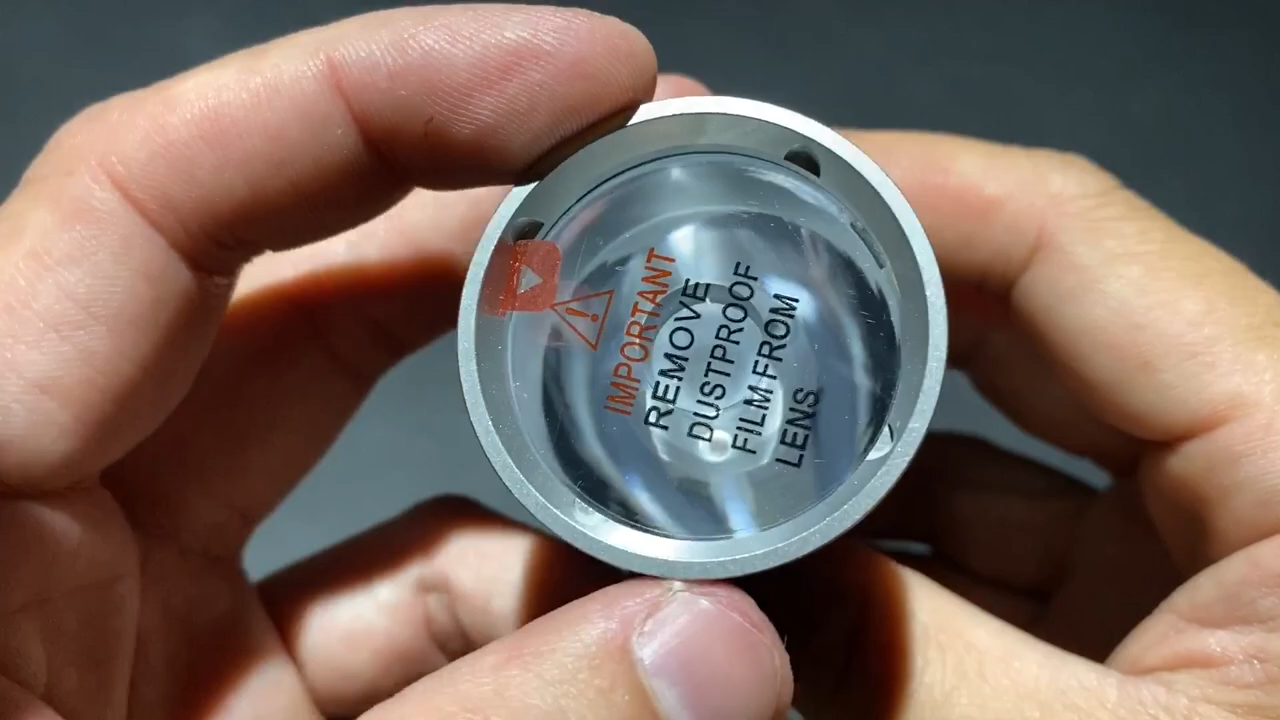 IMPORTANT
REMOVE
DUSTPROOF
FILM FROM
LENS